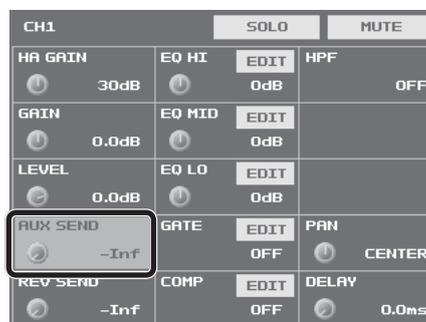 CH1 SOLO MUTE
HA GAIN EQ HI EDIT HPF
30dB 0dB OFF
GAIN EQ MID EDIT
0.0dB 0dB
LEVEL EQ LO EDIT
0.0dB 0dB
AUX SEND GATE EDIT PAN
-Inf OFF CENTER
REV SEND COMP EDIT DELAY
-Inf OFF 0.0ms